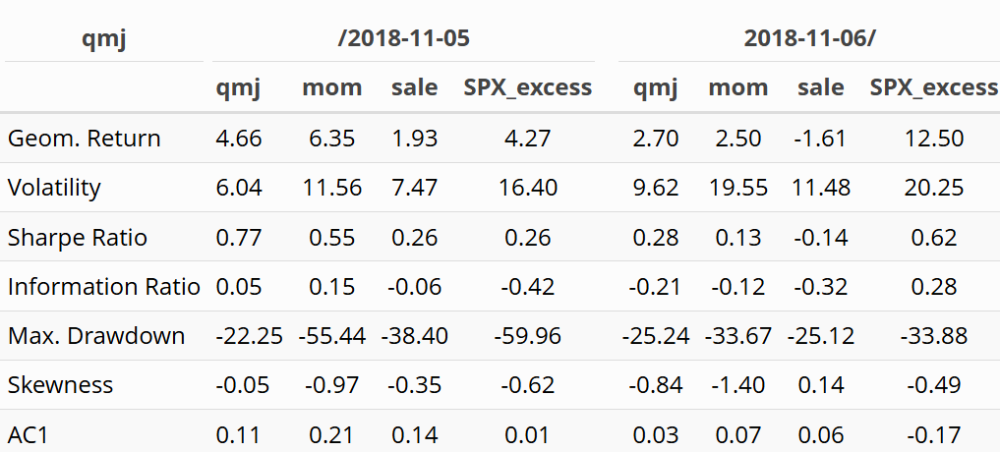 qmj /2018-11-05 2018-11-06/
qmj mom sale SPX_excess qmj mom sale SPX_excess
Geom. Return 4.66 6.35 1.93 4.27 2.70 2.50 -1.61 12.50
Volatility 6.04 11.56 7.47 16.40 9.62 19.55 11.48 20.25
Sharpe Ratio 0.77 0.55 0.26 0.26 0.28 0.13 -0.14 0.62
Information Ratio 0.05 0.15 -0.06 -0.42 -0.21 -0.12 -0.32 0.28
Max. Drawdown -22.25 -55.44 -38.40 -59.96 -25.24 -33.67 -25.12 -33.88
Skewness -0.05 -0.97 -0.35 -0.62 -0.84 -1.40 0.14 -0.49
AC1 0.11 0.21 0.14 0.01 0.03 0.07 0.06 -0.17